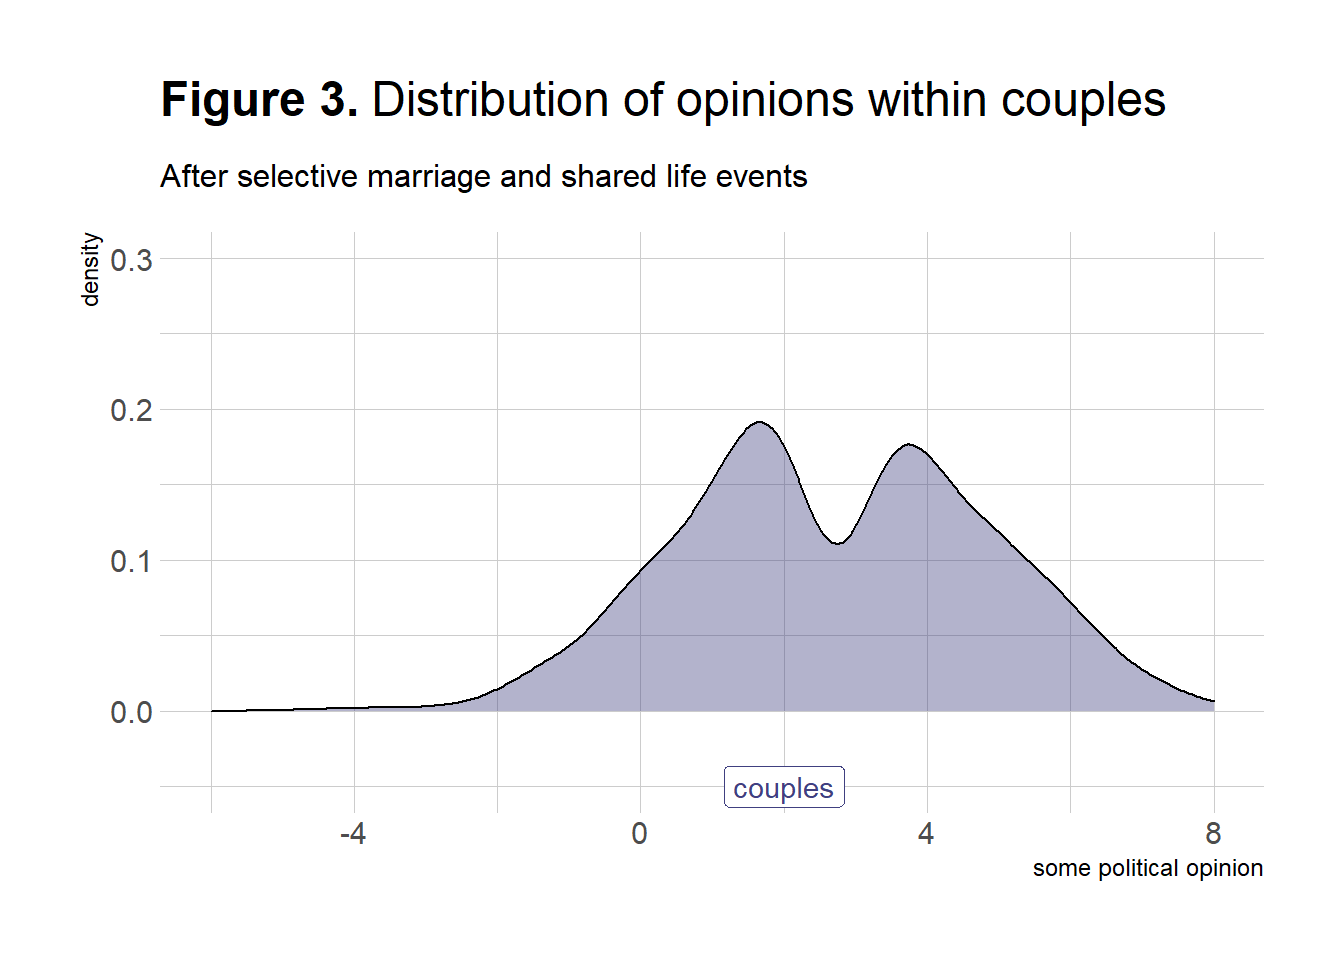 Figure 3. Distribution of opinions within couples
After selective marriage and shared life events
density
0.3
0.2
0.1
0.0
couples
-4 0 4 8
some political opinion